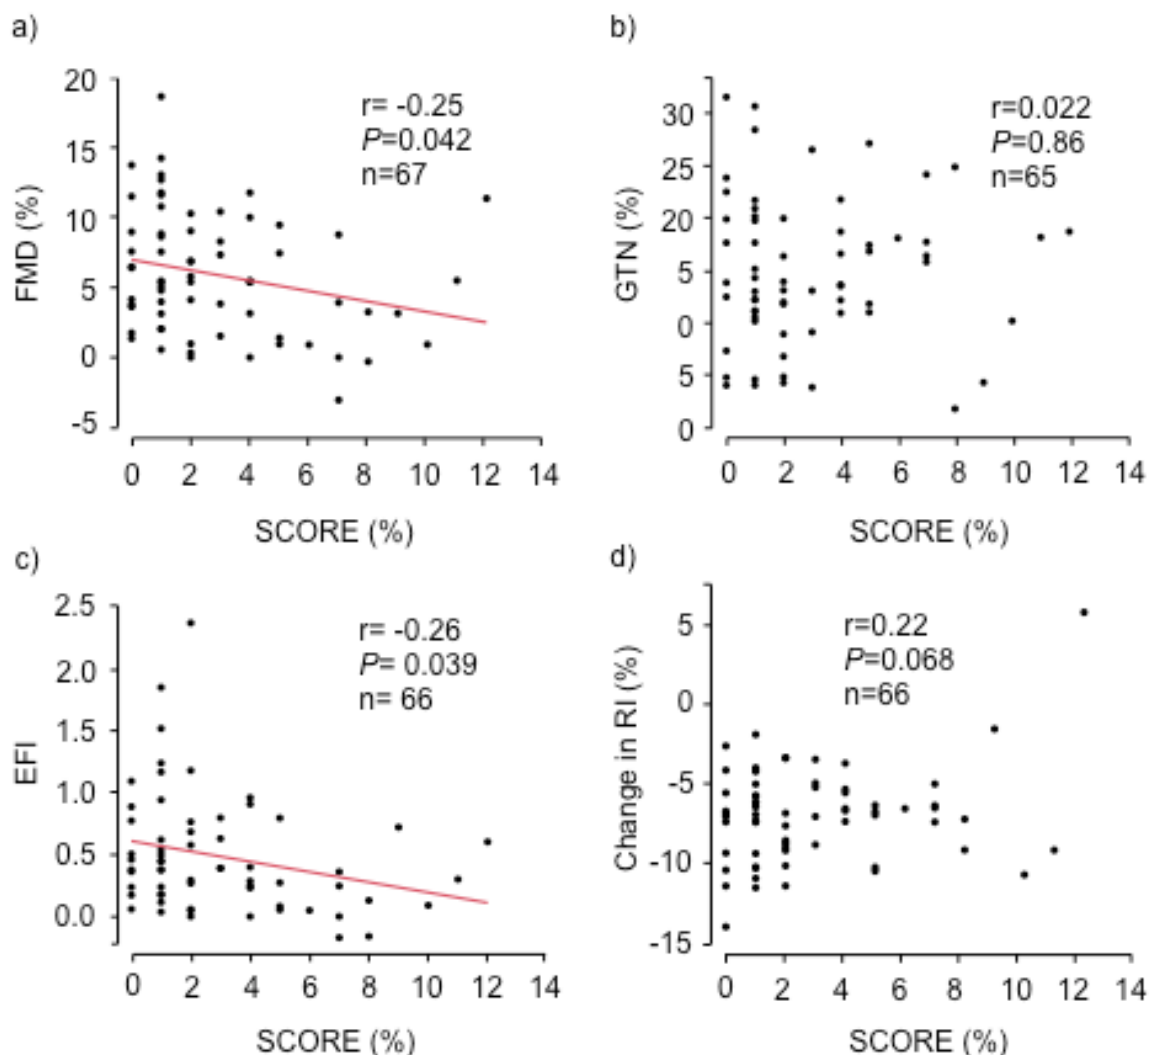 a)
20
15
10
5
0
-5
FMD (%)
r= -0.25
P=0.042
n=67
0 2 4 6 8 10 12 14
SCORE (%)
b)
30
25
20
5
0
5
0
GTN (%)
r=0.022
P=0.86
n=65
0 2 4 6 8 10 12 14
SCORE (%)
c)
2.5
2.0
1.5
1.0
0.5
0.0
EFI
r= -0.26
P= 0.039
n= 66
0 2 4 6 8 10 12 14
SCORE (%)
d)
5
0
-5
-10
-15
Change in RI (%)
r=0.22
P=0.068
n=66
0 2 4 6 8 10 12 14
SCORE (%)